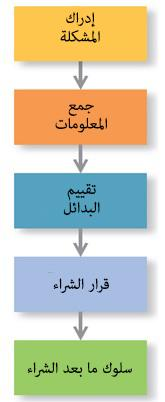 إدراك
المشكلة
جمع
المعلومات
تقييم
البدائل
قرار الشراء
سلوك ما بعد الشراء